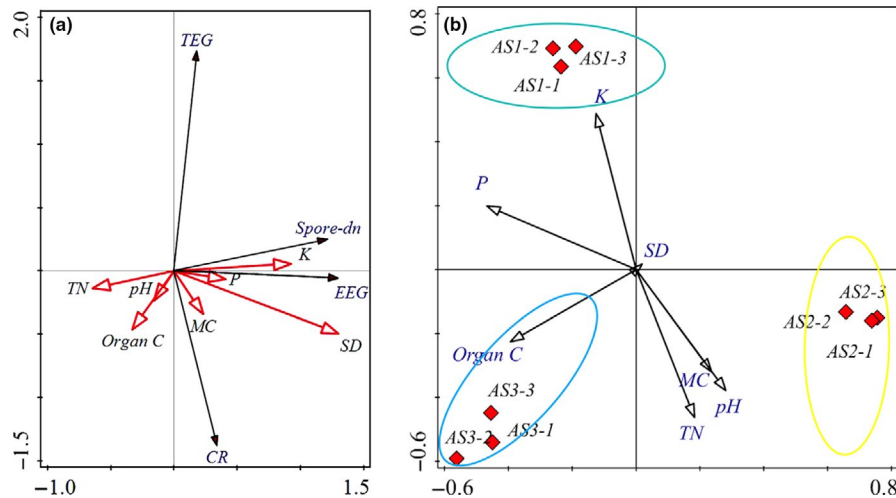 (a)
2.0
TEG
Spore-dn
K
P
EEG
TN
pH
MC
Organ C
SD
CR
-1.5
-1.0
1.5
(b)
0.8
AS1-2
AS1-3
AS1-1
K
P
SD
AS2-3
AS2-2
AS2-1
Organ C
MC
pH
TN
AS3-3
AS3-2
AS3-1
-0.6
-0.6
0.8